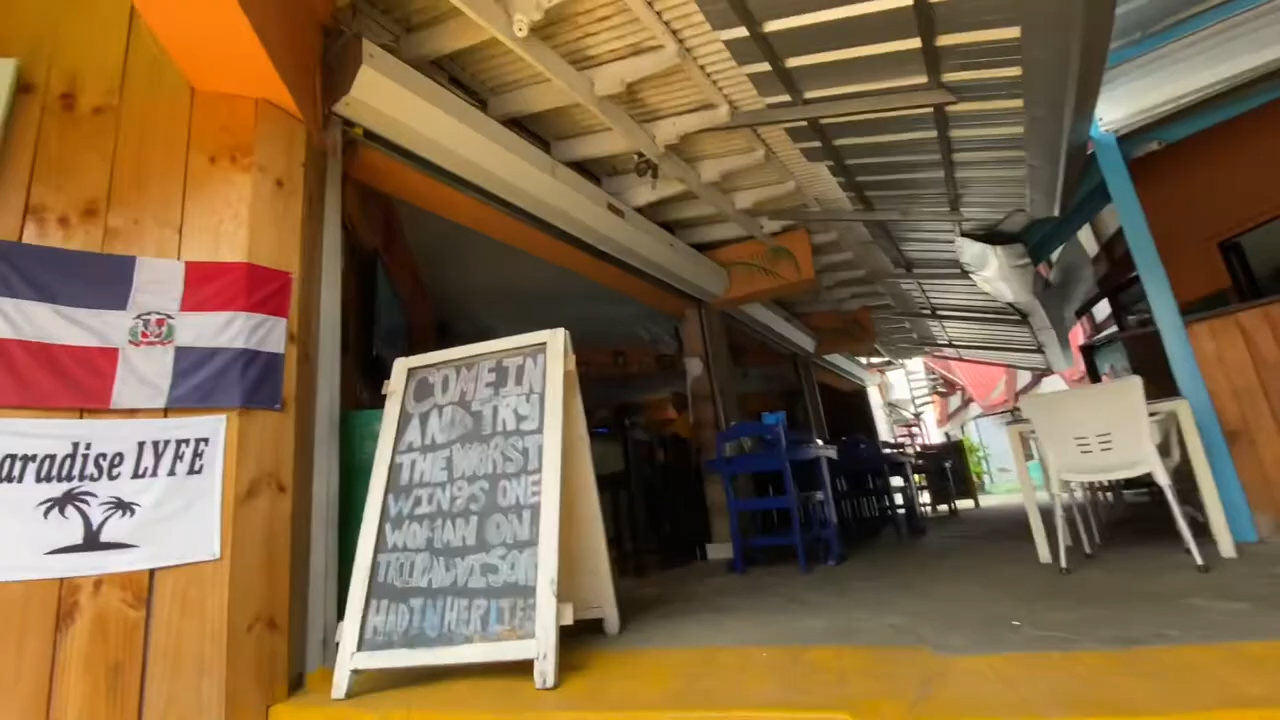 aradise LYFE
COME IN
AND TRY
THE WORST
WINGS ONE
WOMAN ON
TRIPADVISOR
HAD IN HER LIFE